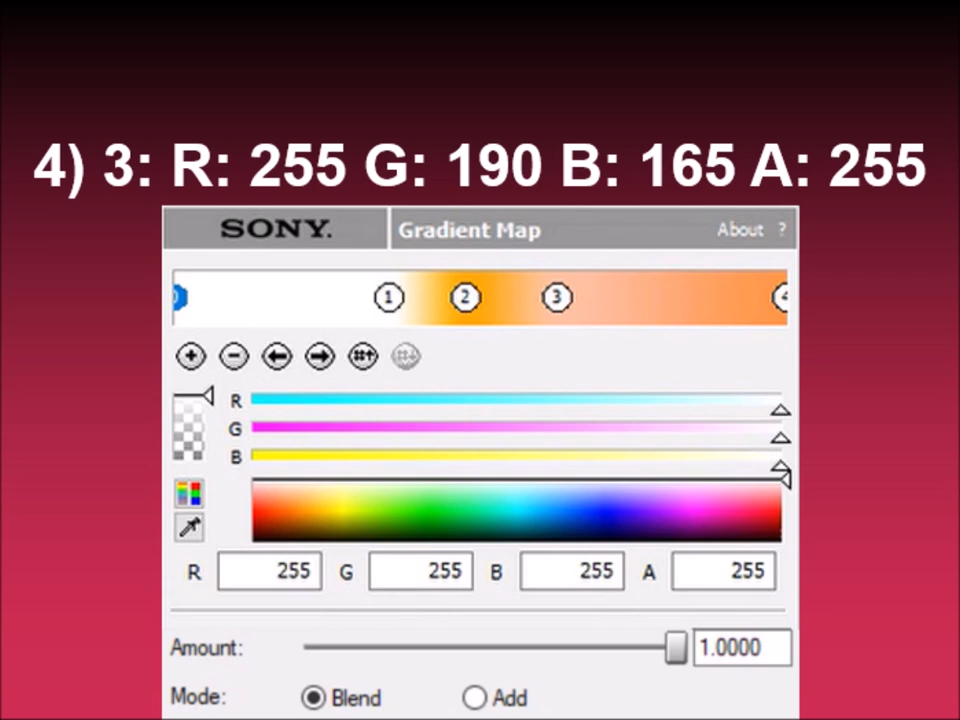 4) 3: R: 255 G: 190 B: 165 A: 255
SONY. Gradient Map About ?
1 2 3 4
R
G
B
R 255 G 255 B 255 A 255
Amount: 1.0000
Mode: Blend Add